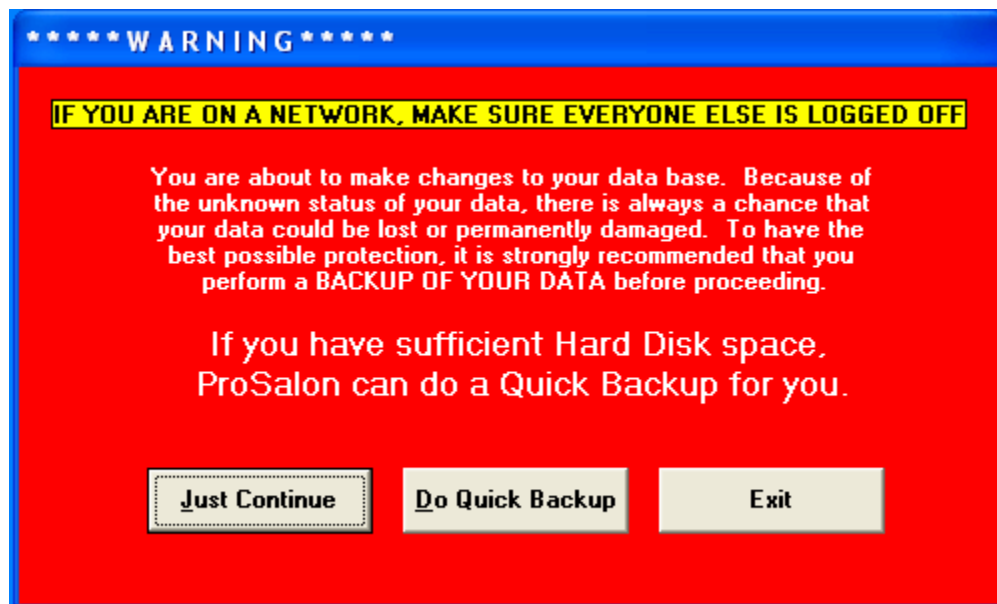 *****WARNING*****
IF YOU ARE ON A NETWORK, MAKE SURE EVERYONE ELSE IS LOGGED OFF
You are about to make changes to your data base.  Because of
the unknown status of your data, there is always a chance that
your data could be lost or permanently damaged.  To have the
best possible protection, it is strongly recommended that you
perform a BACKUP OF YOUR DATA before proceeding.
If you have sufficient Hard Disk space,
ProSalon can do a Quick Backup for you.
Just Continue
Do Quick Backup
Exit